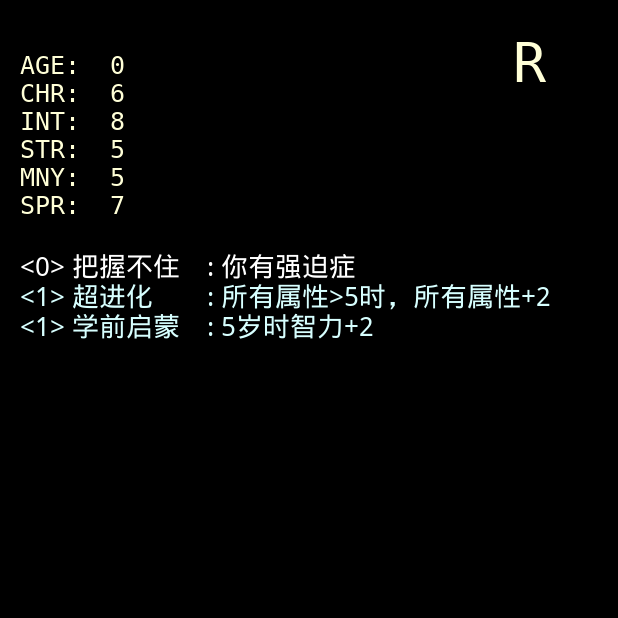 R
AGE: 0
CHR: 6
INT: 8
STR: 5
MNY: 5
SPR: 7
<0> 把握不住 : 你有强迫症
<1> 超进化 : 所有属性>5时，所有属性+2
<1> 学前启蒙 : 5岁时智力+2